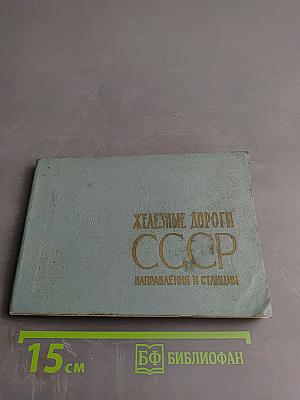 ЖЕЛЕЗНЫЕ ДОРОГИ
СССР
НАПРАВЛЕНИЯ И СТАНЦИИ
15 см
БФ БИБЛИОФАН